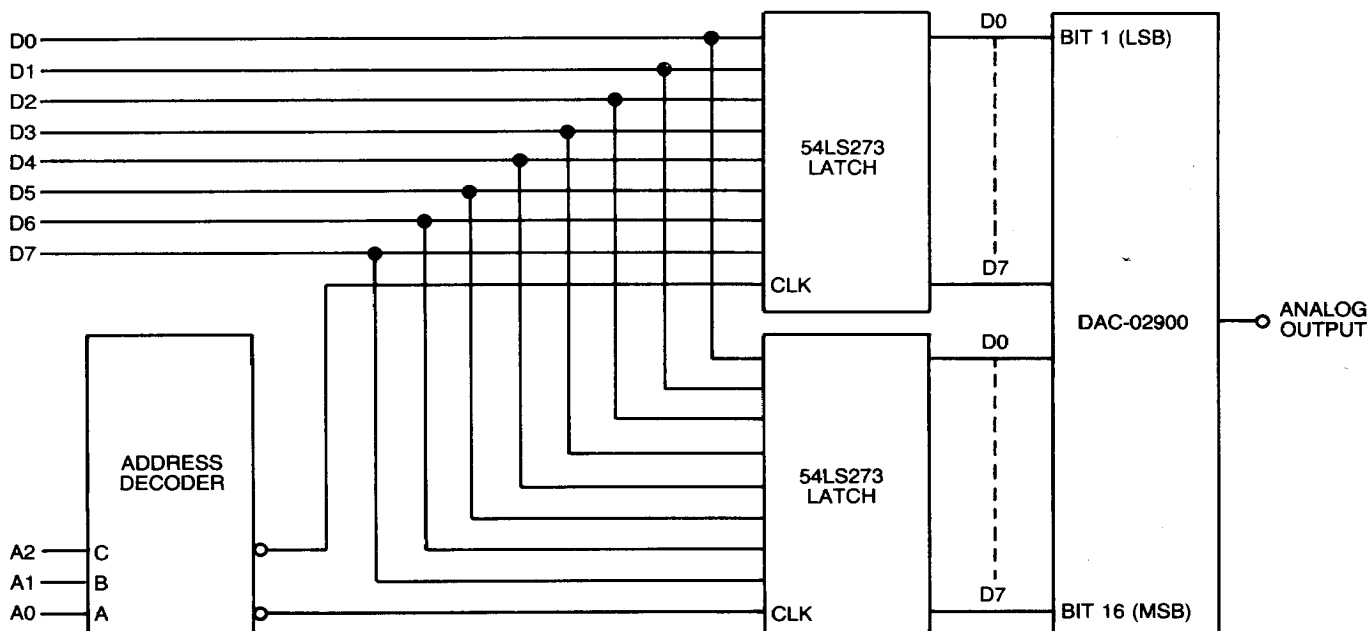 D0
D1
D2
D3
D4
D5
D6
D7
54LS273
LATCH
CLK
D0
D7
BIT 1 (LSB)
DAC-02900
ANALOG
OUTPUT
ADDRESS
DECODER
A2
A1
A0
C
B
A
54LS273
LATCH
CLK
D0
D7
BIT 16 (MSB)